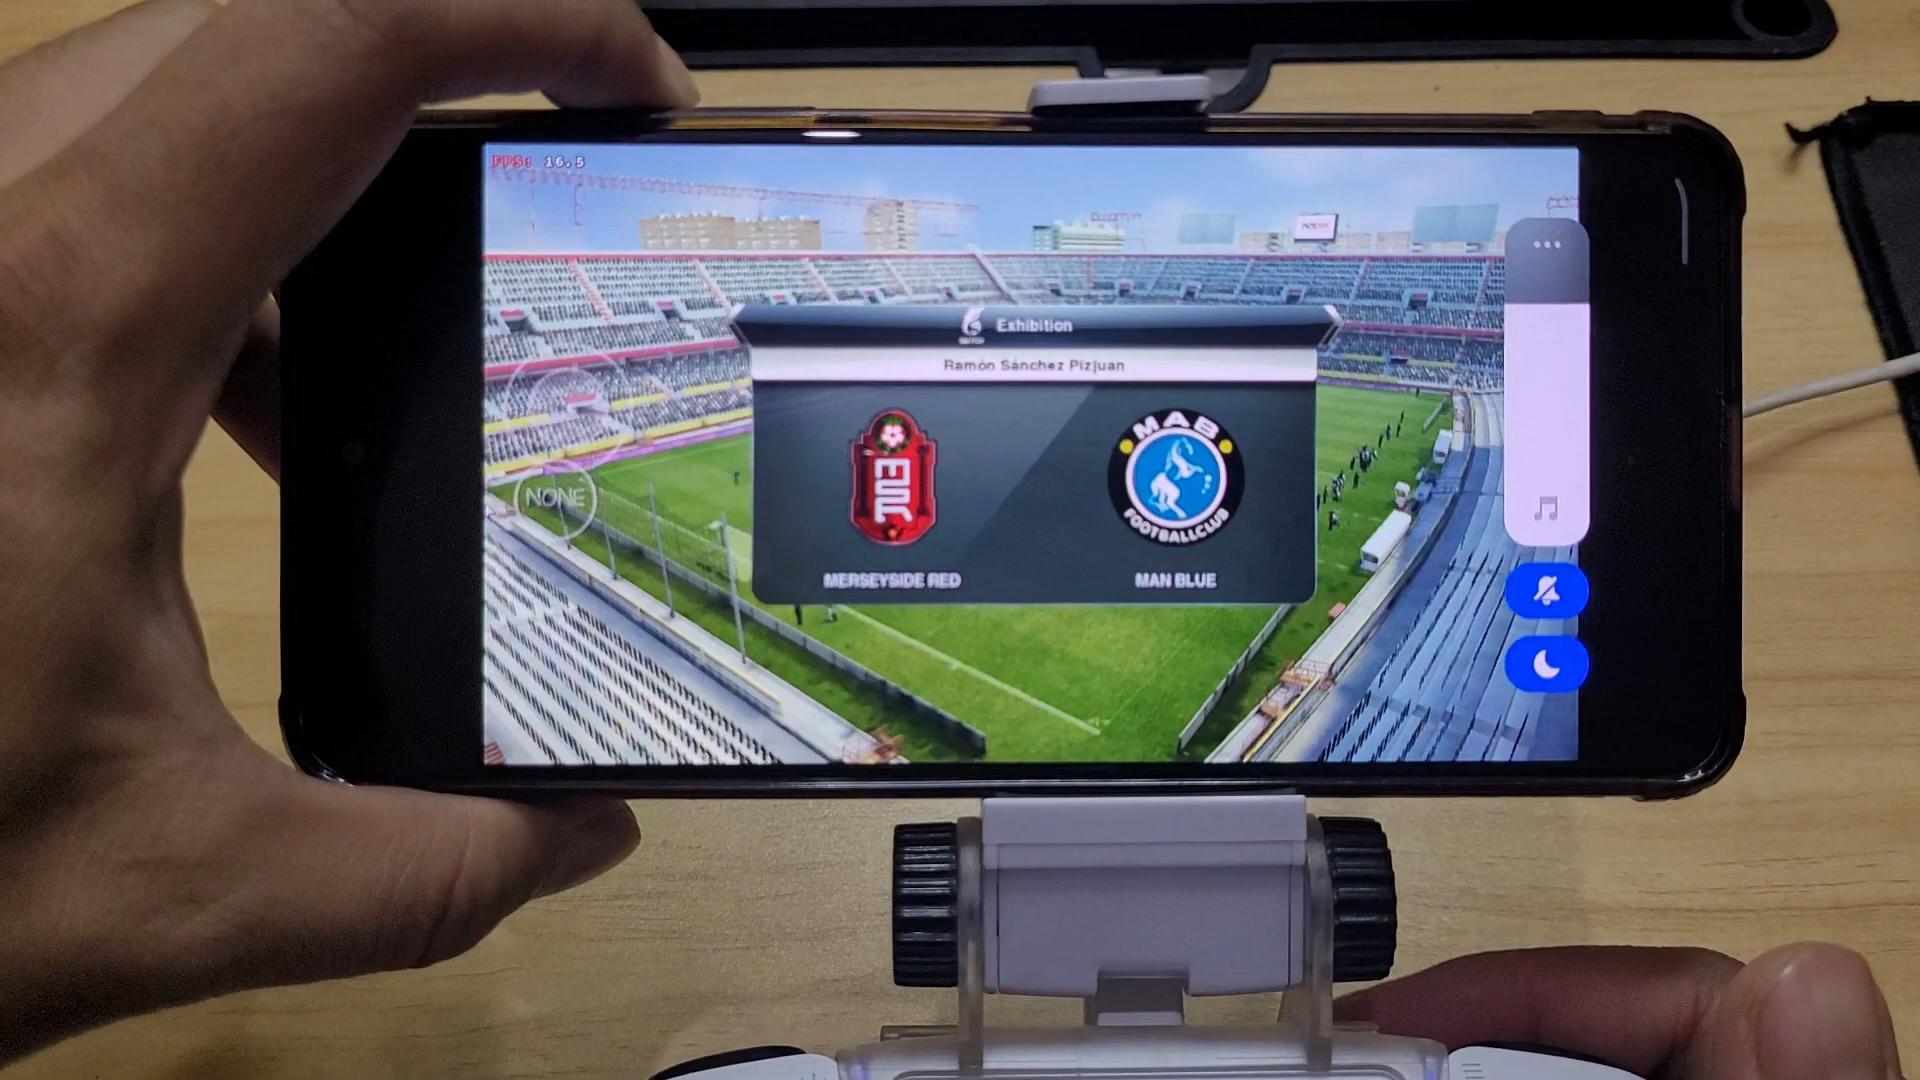 FPS: 16.5
Exhibition
Ramón Sánchez Pizjuan
MAB
FOOTBALLCLUB
MERSEYSIDE RED
MAN BLUE
NONE